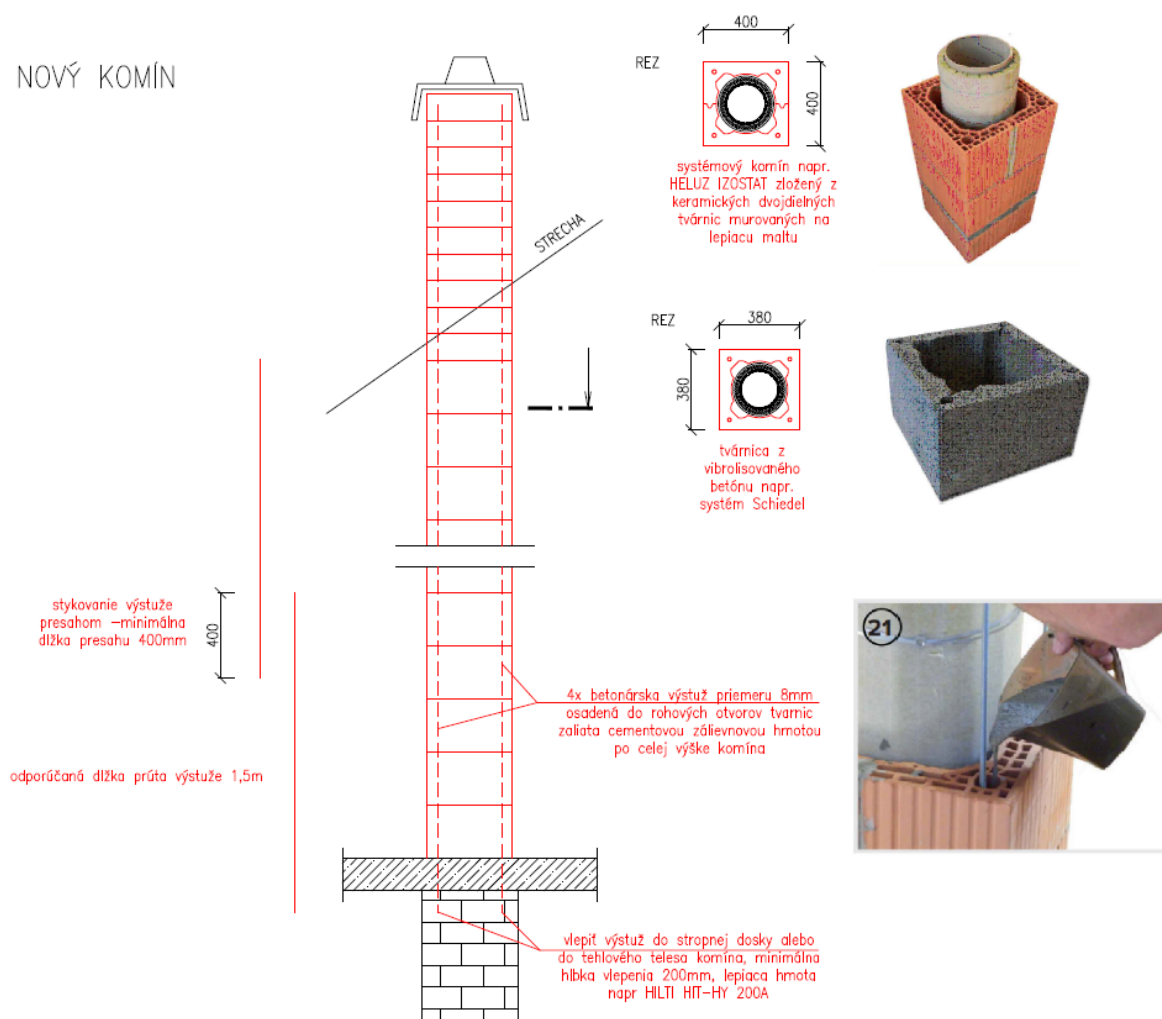 NOVÝ KOMÍN
REZ
400
400
systémový komín napr.
HELUZ IZOSTAT zložený z
keramických dvojdielných
tvárnic murovaných na
lepiacu maltu
STRECHA
REZ
380
380
tvárnica z
vibrolisovaného
betónu napr.
systém Schiedel
stykovanie výstuže
presahom –minimálna
dlžka presahu 400mm
400
21
4x betonárska výstuž priemeru 8mm
osadená do rohových otvorov tvarnic
zaliata cementovou zálievnovou hmotou
po celej výške komína
odporúčaná dlžka prúta výstuže 1,5m
vlepiť výstuž do stropnej dosky alebo
do tehlového telesa komína, minimálna
hlbka vlepenia 200mm, lepiaca hmota
napr HILTI HIT–HY 200A